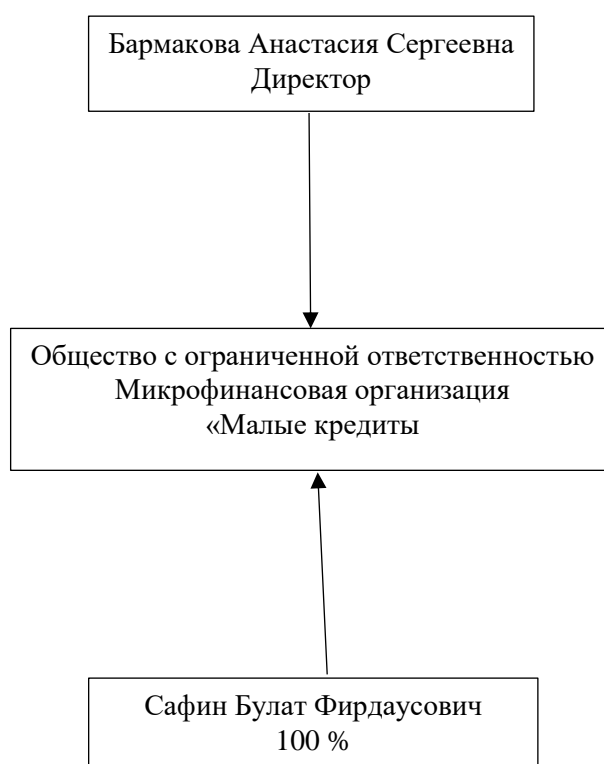 Бармакова Анастасия Сергеевна
Директор
Общество с ограниченной ответственностью
Микрофинансовая организация
«Малые кредиты
Сафин Булат Фирдаусович
100 %